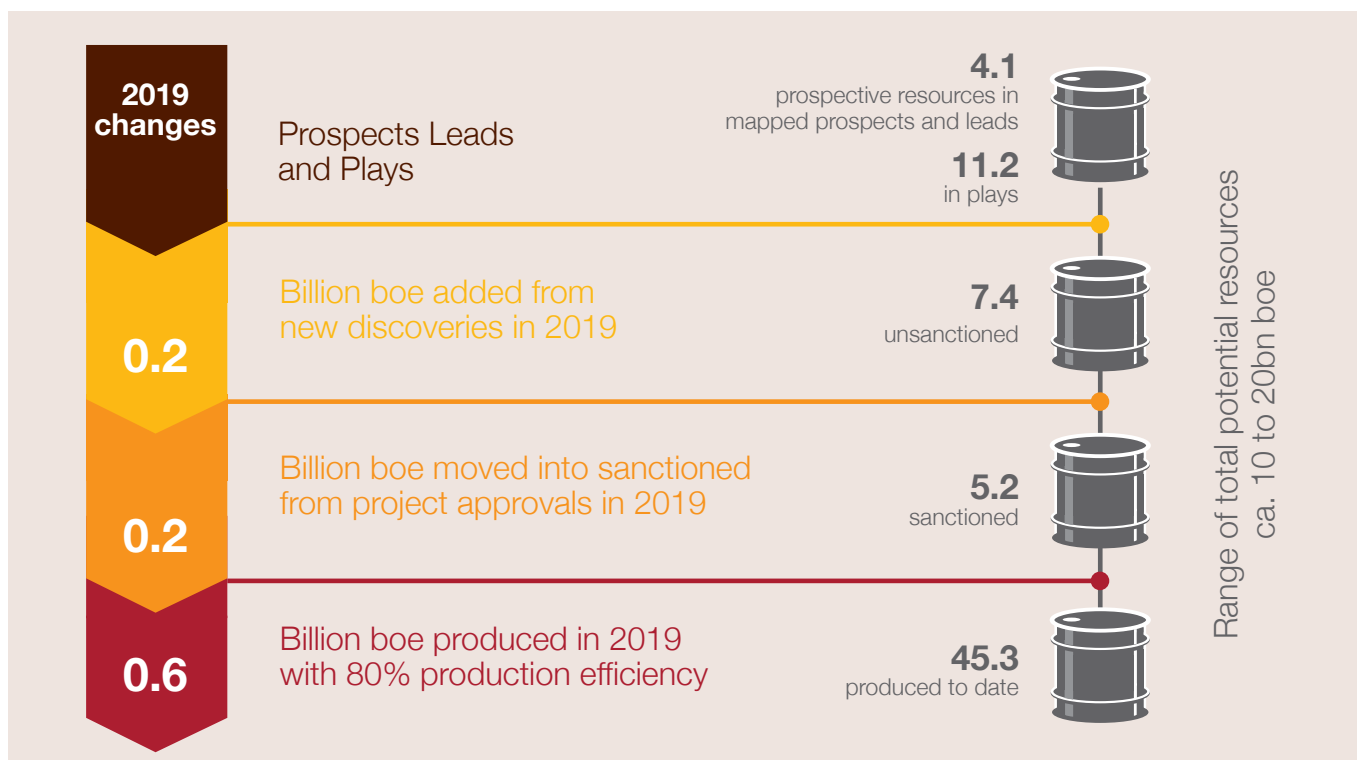 2019
changes
Prospects Leads
and Plays
4.1
prospective resources in
mapped prospects and leads
11.2
in plays
0.2
Billion boe added from
new discoveries in 2019
7.4
unsanctioned
0.2
Billion boe moved into sanctioned
from project approvals in 2019
5.2
sanctioned
0.6
Billion boe produced in 2019
with 80% production efficiency
45.3
produced to date
Range of total potential resources
ca. 10 to 20bn boe